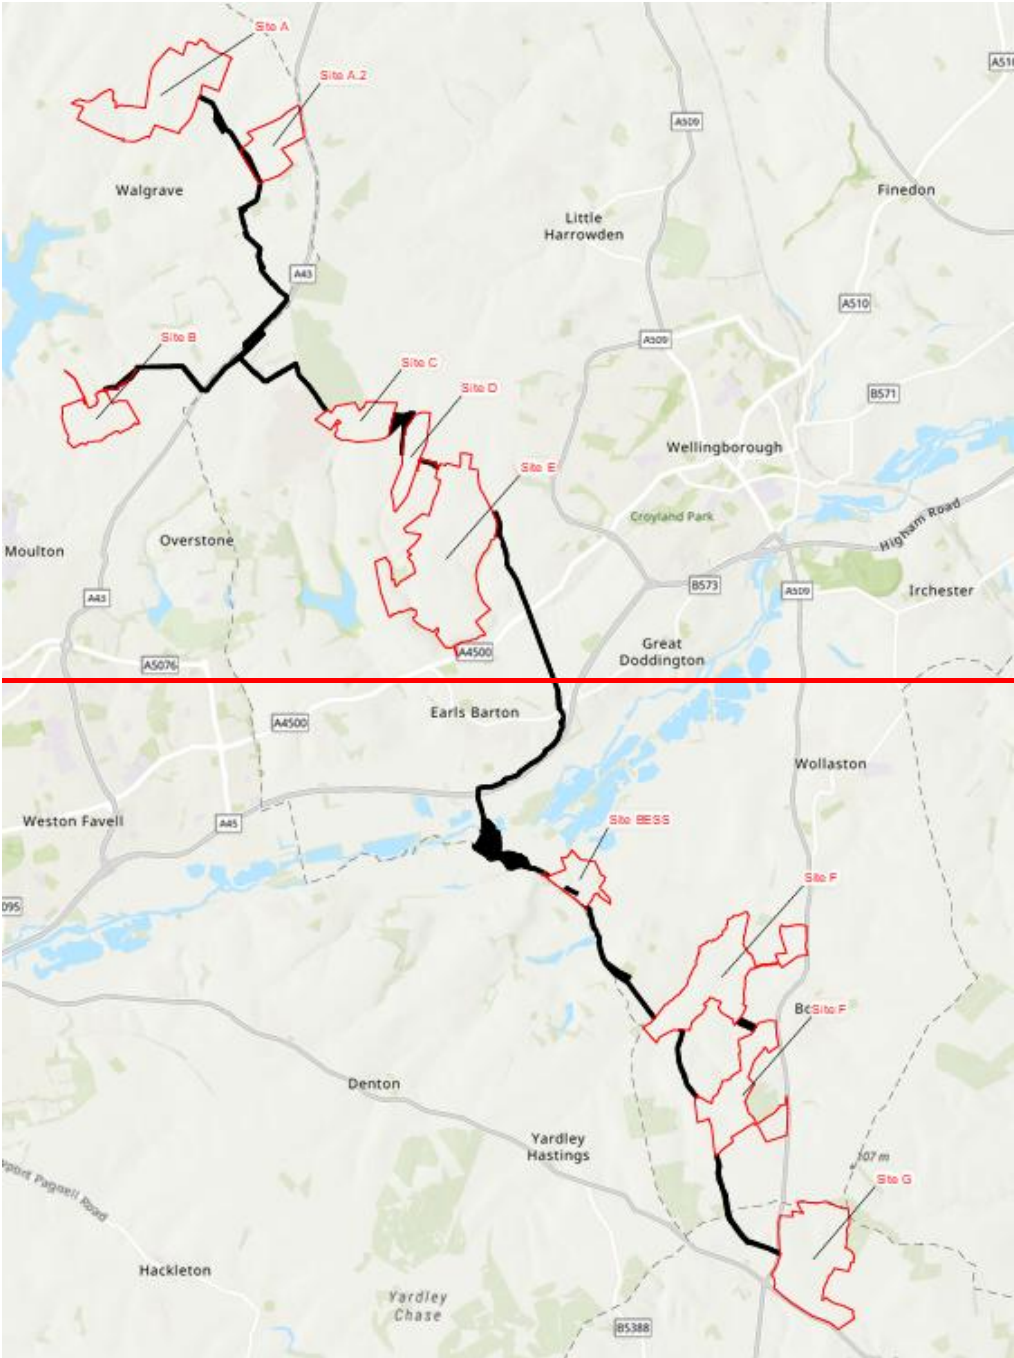 Site A
A510
Site A.2
A509
Walgrave
Finedon
Little
Harrowden
A43
A510
Site B
A509
Site C
Site D
B571
Wellingborough
Site E
Croyland Park
Higham Road
Moulton
Overstone
B573
A509
Irchester
A43
Great
Doddington
A4500
A5076
Earls Barton
A4500
Wollaston
Weston Favell
A45
Site BESS
Site F
Site F
Denton
Yardley
Hastings
107 m
Site G
Hackleton
Yardley
Chase
B5388